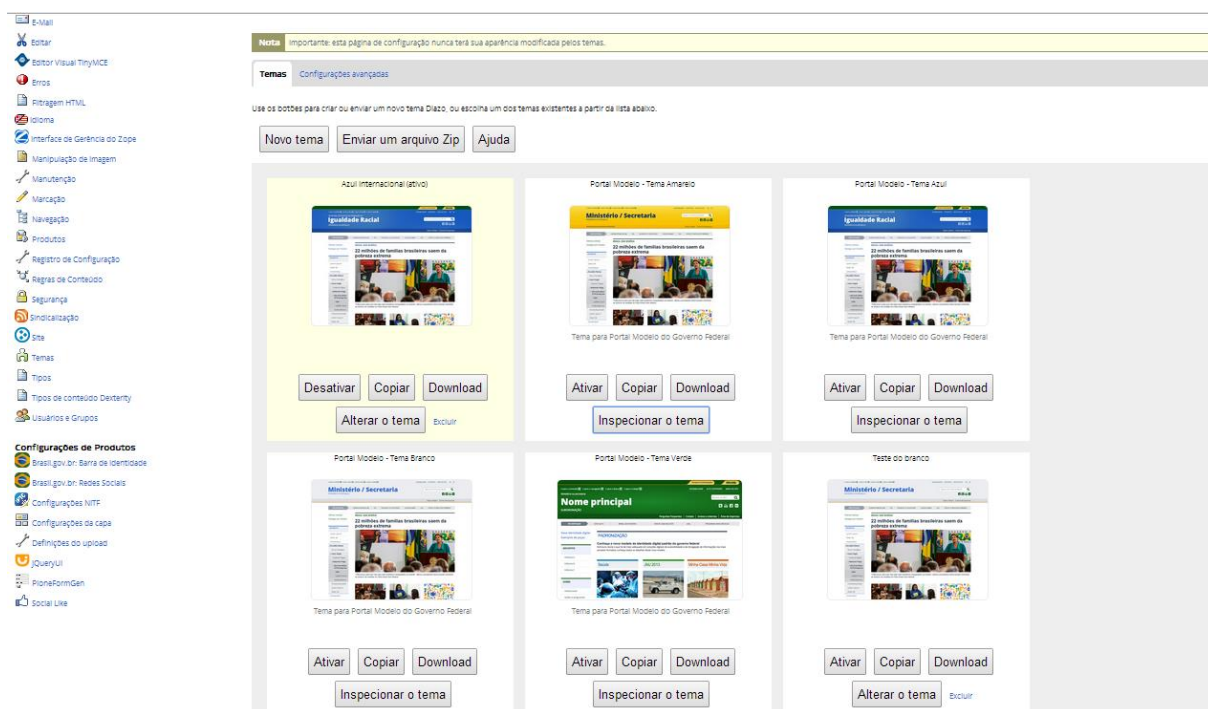 E-Mail
Editar
Editor Visual TinyMCE
Erros
Filtragem HTML
Idioma
Interface de Gerência do Zope
Manipulação de Imagem
Manutenção
Marcação
Navegação
Produtos
Registro de Configuração
Regras de Conteúdo
Segurança
Sindicalização
Site
Temas
Tipos
Tipos de conteúdo Dexterity
Usuários e Grupos
Configurações de Produtos
Brasil.gov.br: Barra de Identidade
Brasil.gov.br: Redes Sociais
Configurações NITF
Configurações da capa
Definições do upload
jQueryUI
PloneFormGen
Social Like
Nota Importante: esta página de configuração nunca terá sua aparência modificada pelos temas.
Temas Configurações avançadas
Use os botões para criar ou enviar um novo tema Diazo, ou escolha um dos temas existentes a partir da lista abaixo.
Novo tema Enviar um arquivo Zip Ajuda
Azul Internacional (ativo)
Igualdade Racial
22 milhões de famílias brasileiras saem da
pobreza extrema
Desativar Copiar Download
Alterar o tema Excluir
Portal Modelo - Tema Amarelo
Ministério / Secretaria
22 milhões de famílias brasileiras saem da
pobreza extrema
Tema para Portal Modelo do Governo Federal
Ativar Copiar Download
Inspecionar o tema
Portal Modelo - Tema Azul
Igualdade Racial
22 milhões de famílias brasileiras saem da
pobreza extrema
Tema para Portal Modelo do Governo Federal
Ativar Copiar Download
Inspecionar o tema
Portal Modelo - Tema Branco
Ministério / Secretaria
22 milhões de famílias brasileiras saem da
pobreza extrema
Tema para Portal Modelo do Governo Federal
Ativar Copiar Download
Inspecionar o tema
Portal Modelo - Tema Verde
Nome principal
Tema para Portal Modelo do Governo Federal
Ativar Copiar Download
Inspecionar o tema
Teste do branco
Ministério / Secretaria
22 milhões de famílias brasileiras saem da
pobreza extrema
Ativar Copiar Download
Alterar o tema Excluir